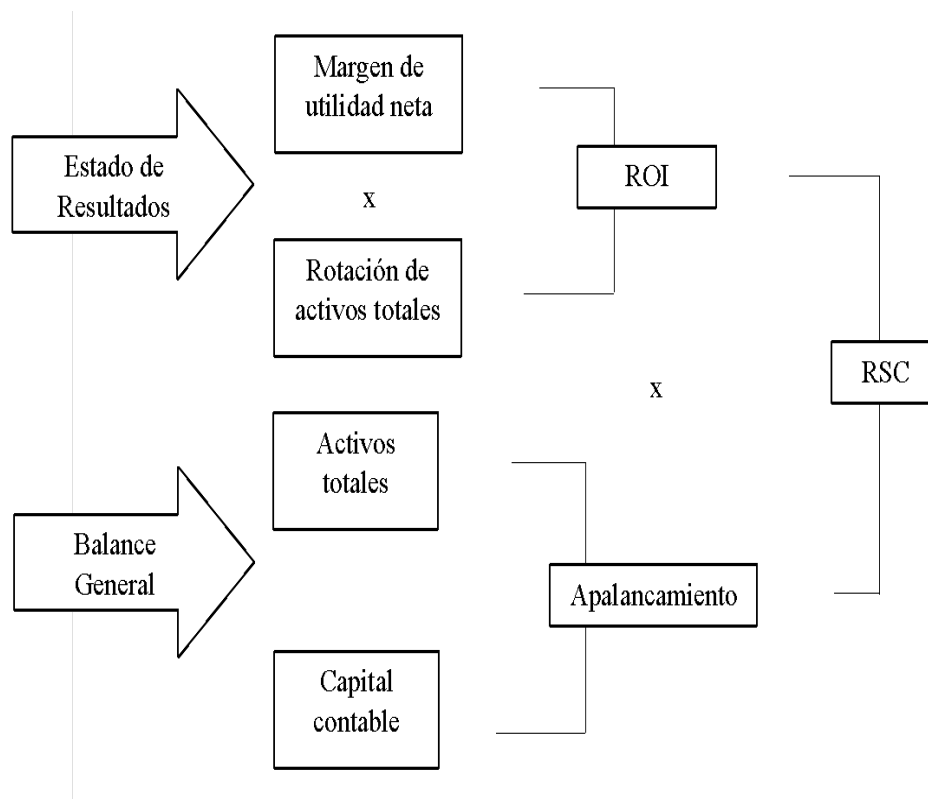 Margen de
utilidad neta
Estado de
Resultados
x
ROI
Rotación de
activos totales
x
RSC
Activos
totales
Balance
General
Apalancamiento
Capital
contable